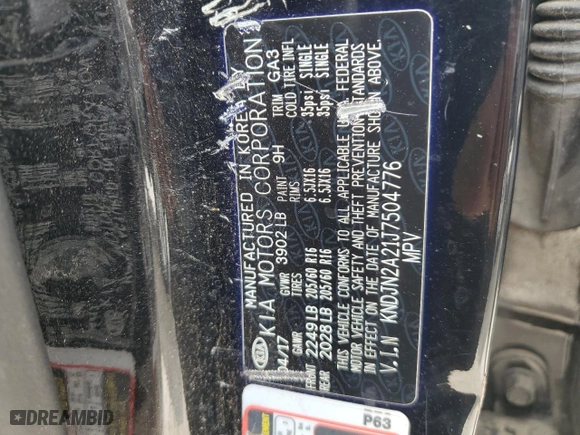 MANUFACTURED IN KOREA BY
KIA MOTORS CORPORATION
KIA
04/17 GVWR 3902 LB PAINT 9H TRIM GA3
GAWR TIRES RIMS COLD TIRE INFL
FRONT 2249 LB 205/60 R16 6.5JX16 35psi SINGLE
REAR 2028 LB 205/60 R16 6.5JX16 35psi SINGLE
THIS VEHICLE CONFORMS TO ALL APPLICABLE FEDERAL
MOTOR VEHICLE SAFETY AND THEFT PREVENTION STANDARDS
IN EFFECT ON THE DATE OF MANUFACTURE SHOWN ABOVE.
V.I.N KNDJN2A21J7504776
MPV
P63
DREAMBID